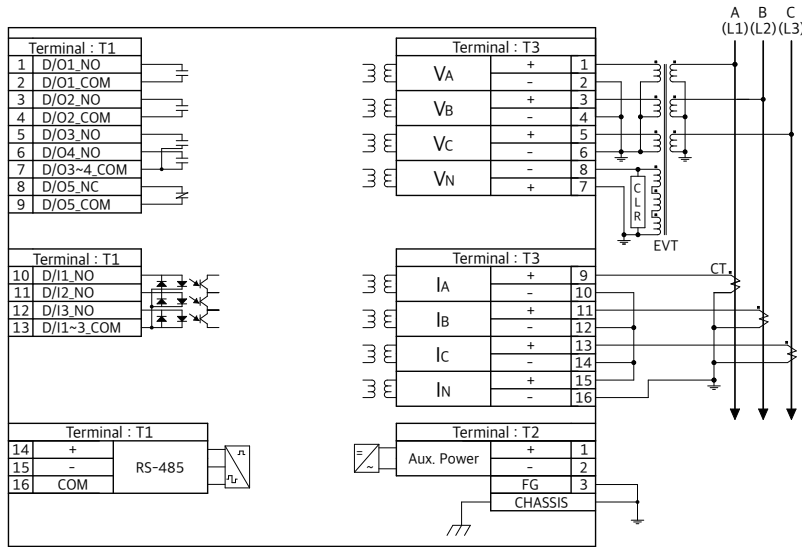 A B C
(L1) (L2) (L3)
Terminal : T1
1 D/O1_NO
2 D/O1_COM
3 D/O2_NO
4 D/O2_COM
5 D/O3_NO
6 D/O4_NO
7 D/O3~4_COM
8 D/O5_NC
9 D/O5_COM
Terminal : T3
VA + 1
- 2
VB + 3
- 4
VC + 5
- 6
VN - 8
+ 7
CLR
EVT
Terminal : T1
10 D/I1_NO
11 D/I2_NO
12 D/I3_NO
13 D/I1~3_COM
Terminal : T3
IA + 9
- 10
IB + 11
- 12
IC + 13
- 14
IN + 15
- 16
CT
Terminal : T1
14 +
15 - RS-485
16 COM
Terminal : T2
Aux. Power + 1
- 2
FG 3
CHASSIS